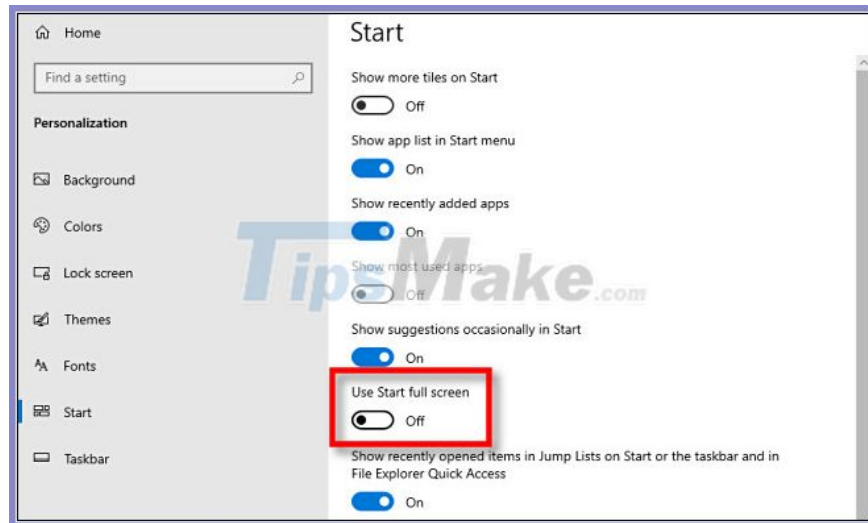 Home
Find a setting
Personalization
Background
Colors
Lock screen
Themes
Fonts
Start
Taskbar
Start
Show more tiles on Start
Off
Show app list in Start menu
On
Show recently added apps
On
Show most used apps
Off
Show suggestions occasionally in Start
On
Use Start full screen
Off
Show recently opened items in Jump Lists on Start or the taskbar and in
File Explorer Quick Access
On
TipsMake.com